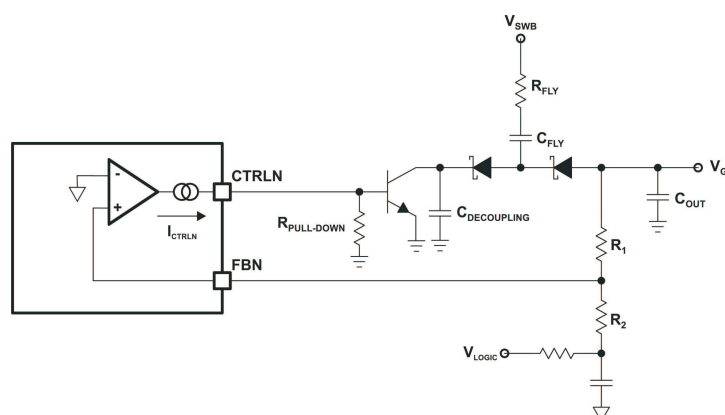 V_SWB
R_FLY
C_FLY
CTRLN
V_G
-
+
I_CTRLN
R_PULL-DOWN
C_DECOUPLING
C_OUT
R_1
FBN
R_2
V_LOGIC